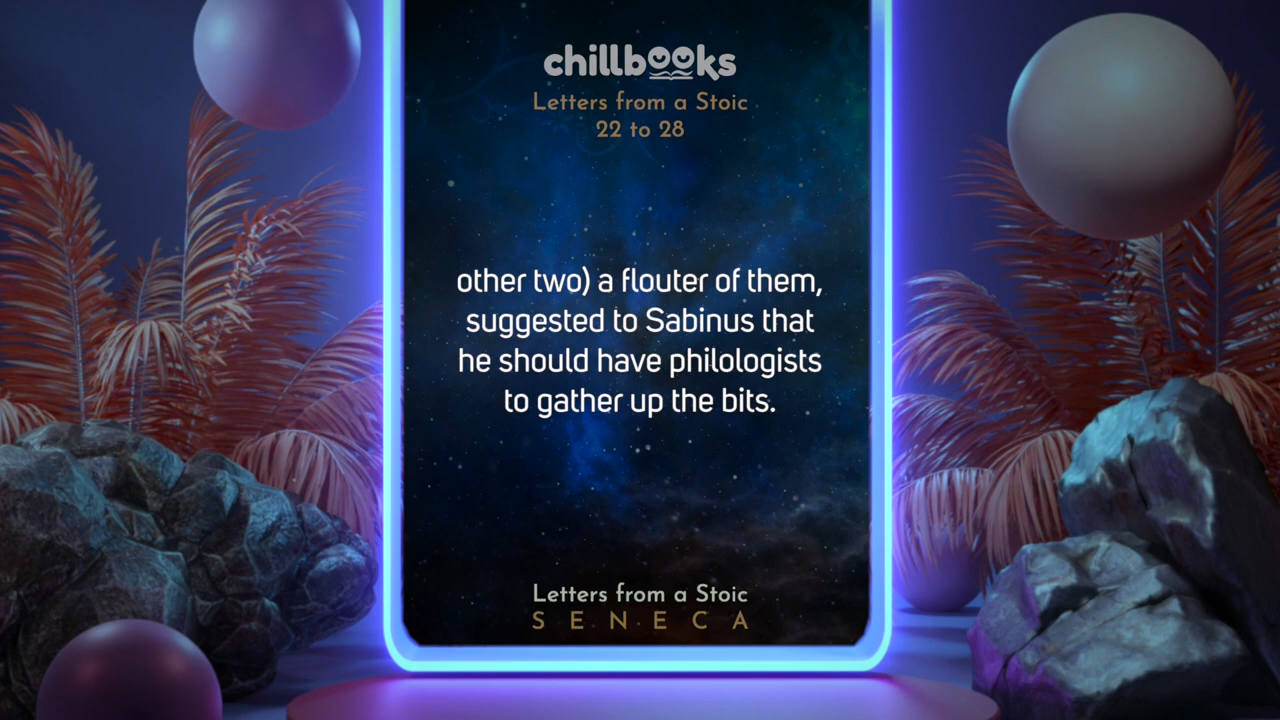 chillbooks
Letters from a Stoic
22 to 28
other two) a flouter of them,
suggested to Sabinus that
he should have philologists
to gather up the bits.
Letters from a Stoic
SENECA